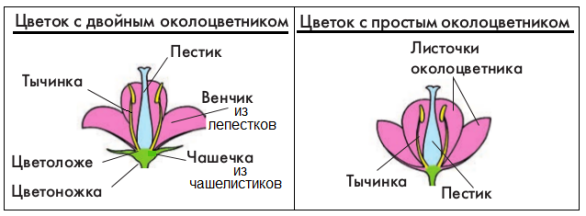 Цветок с двойным околоцветником
Пестик
Тычинка
Венчик
из
лепестков
Цветоложе
Чашечка
из
чашелистиков
Цветоножка
Цветок с простым околоцветником
Листочки
околоцветника
Тычинка
Пестик